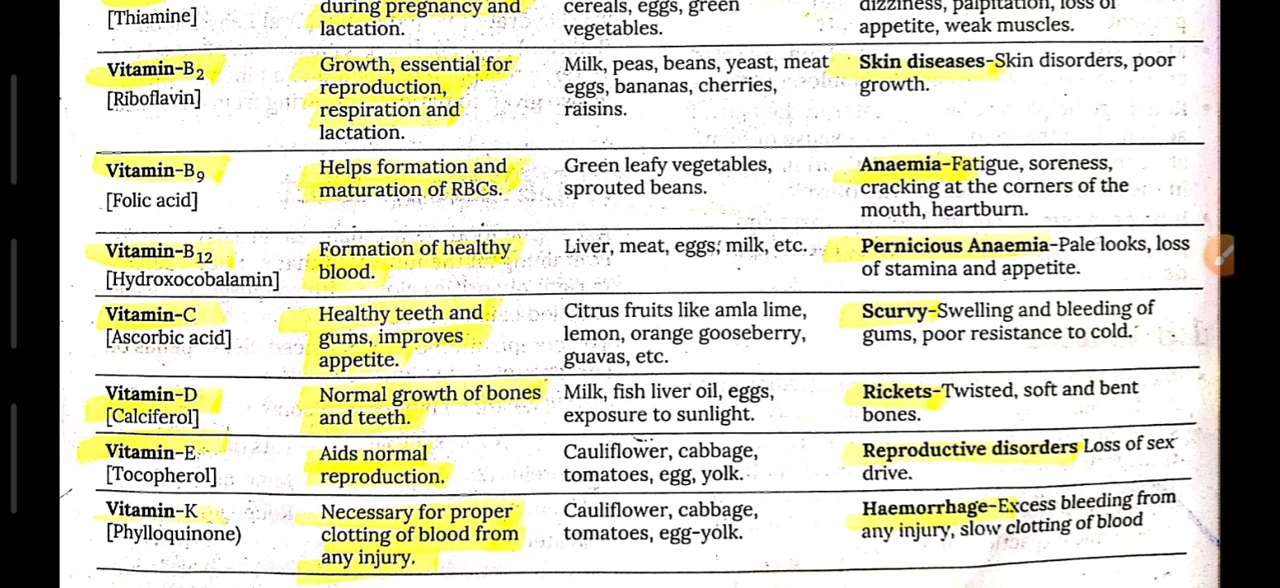 [Thiamine]
during pregnancy and
lactation.
cereals, eggs, green
vegetables.
dizziness, palpitation, loss of
appetite, weak muscles.
Vitamin-B₂
[Riboflavin]
Growth, essential for
reproduction,
respiration and
lactation.
Milk, peas, beans, yeast, meat
eggs, bananas, cherries,
raisins.
Skin diseases-Skin disorders, poor
growth.
Vitamin-B₉
[Folic acid]
Helps formation and
maturation of RBCs.
Green leafy vegetables,
sprouted beans.
Anaemia-Fatigue, soreness,
cracking at the corners of the
mouth, heartburn.
Vitamin-B₁₂
[Hydroxocobalamin]
Formation of healthy
blood.
Liver, meat, eggs, milk, etc.
Pernicious Anaemia-Pale looks, loss
of stamina and appetite.
Vitamin-C
[Ascorbic acid]
Healthy teeth and
gums, improves
appetite.
Citrus fruits like amla lime,
lemon, orange gooseberry,
guavas, etc.
Scurvy-Swelling and bleeding of
gums, poor resistance to cold.
Vitamin-D
[Calciferol]
Normal growth of bones
and teeth.
Milk, fish liver oil, eggs,
exposure to sunlight.
Rickets-Twisted, soft and bent
bones.
Vitamin-E
[Tocopherol]
Aids normal
reproduction.
Cauliflower, cabbage,
tomatoes, egg, yolk.
Reproductive disorders Loss of sex
drive.
Vitamin-K
[Phylloquinone)
Necessary for proper
clotting of blood from
any injury.
Cauliflower, cabbage,
tomatoes, egg-yolk.
Haemorrhage-Excess bleeding from
any injury, slow clotting of blood